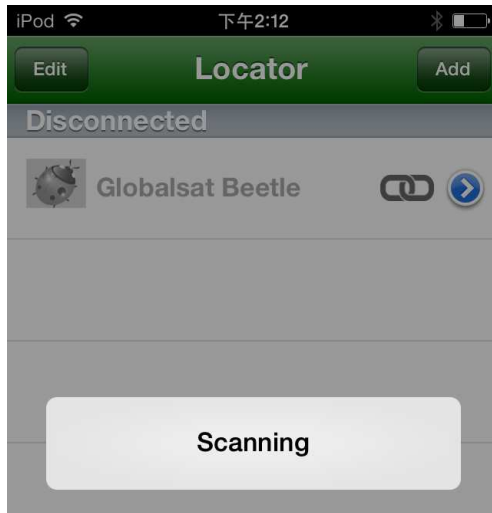 iPod 下午2:12
Edit Locator Add
Disconnected
Globalsat Beetle
Scanning